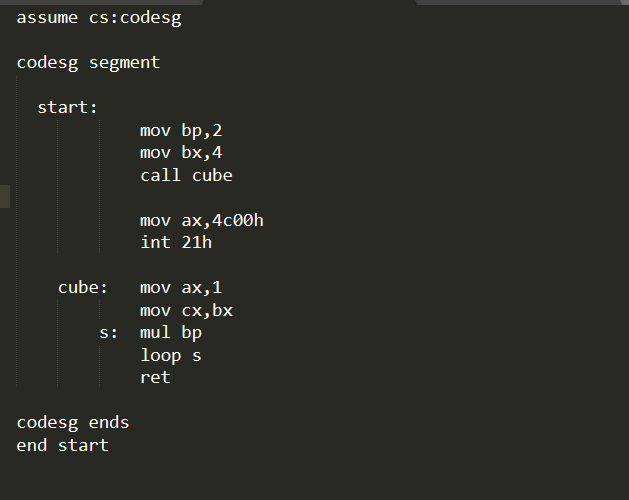 assume cs:codesg
codesg segment
start:
mov bp,2
mov bx,4
call cube
mov ax,4c00h
int 21h
cube: mov ax,1
mov cx,bx
s: mul bp
loop s
ret
codesg ends
end start